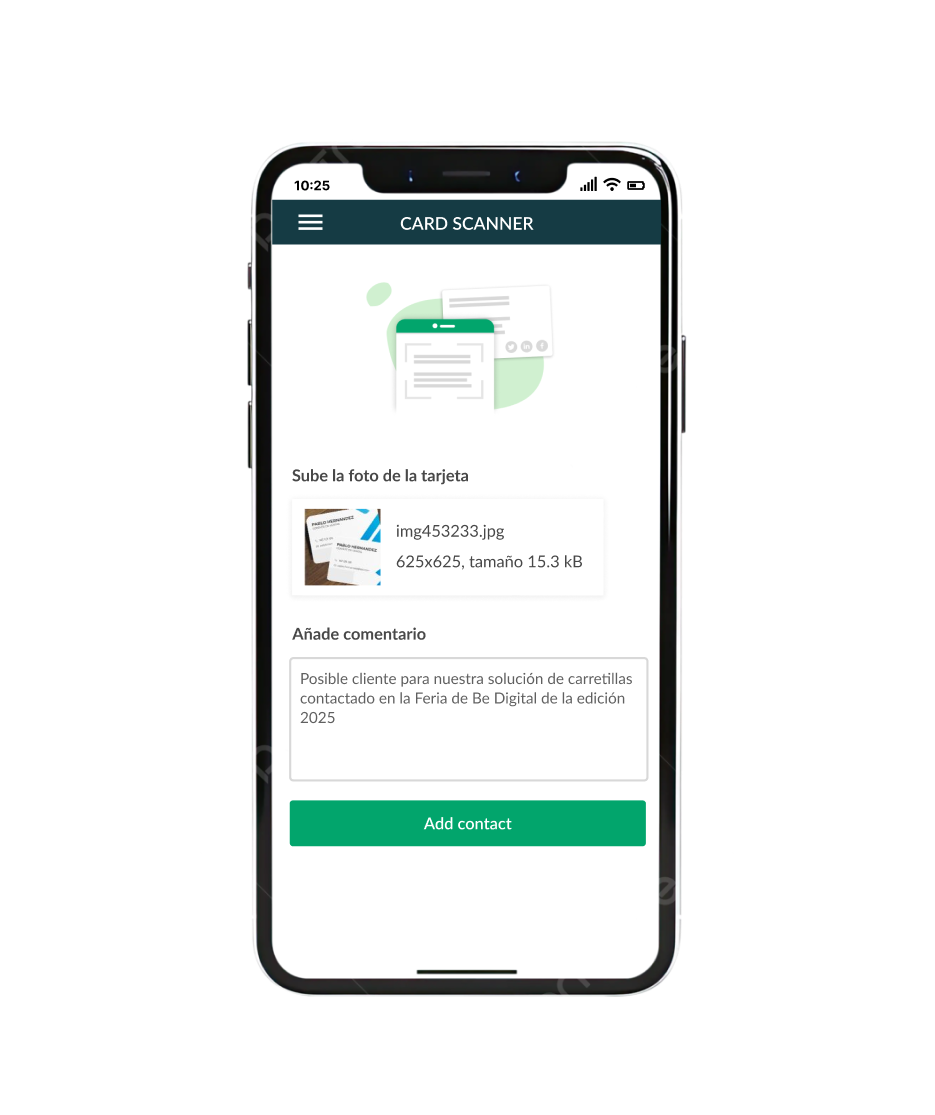 10:25
CARD SCANNER
Sube la foto de la tarjeta
PABLO HERNANDEZ
PABLO HERNANDEZ
img453233.jpg
625x625, tamaño 15.3 kB
Añade comentario
Posible cliente para nuestra solución de carretillas
contactado en la Feria de Be Digital de la edición
2025
Add contact